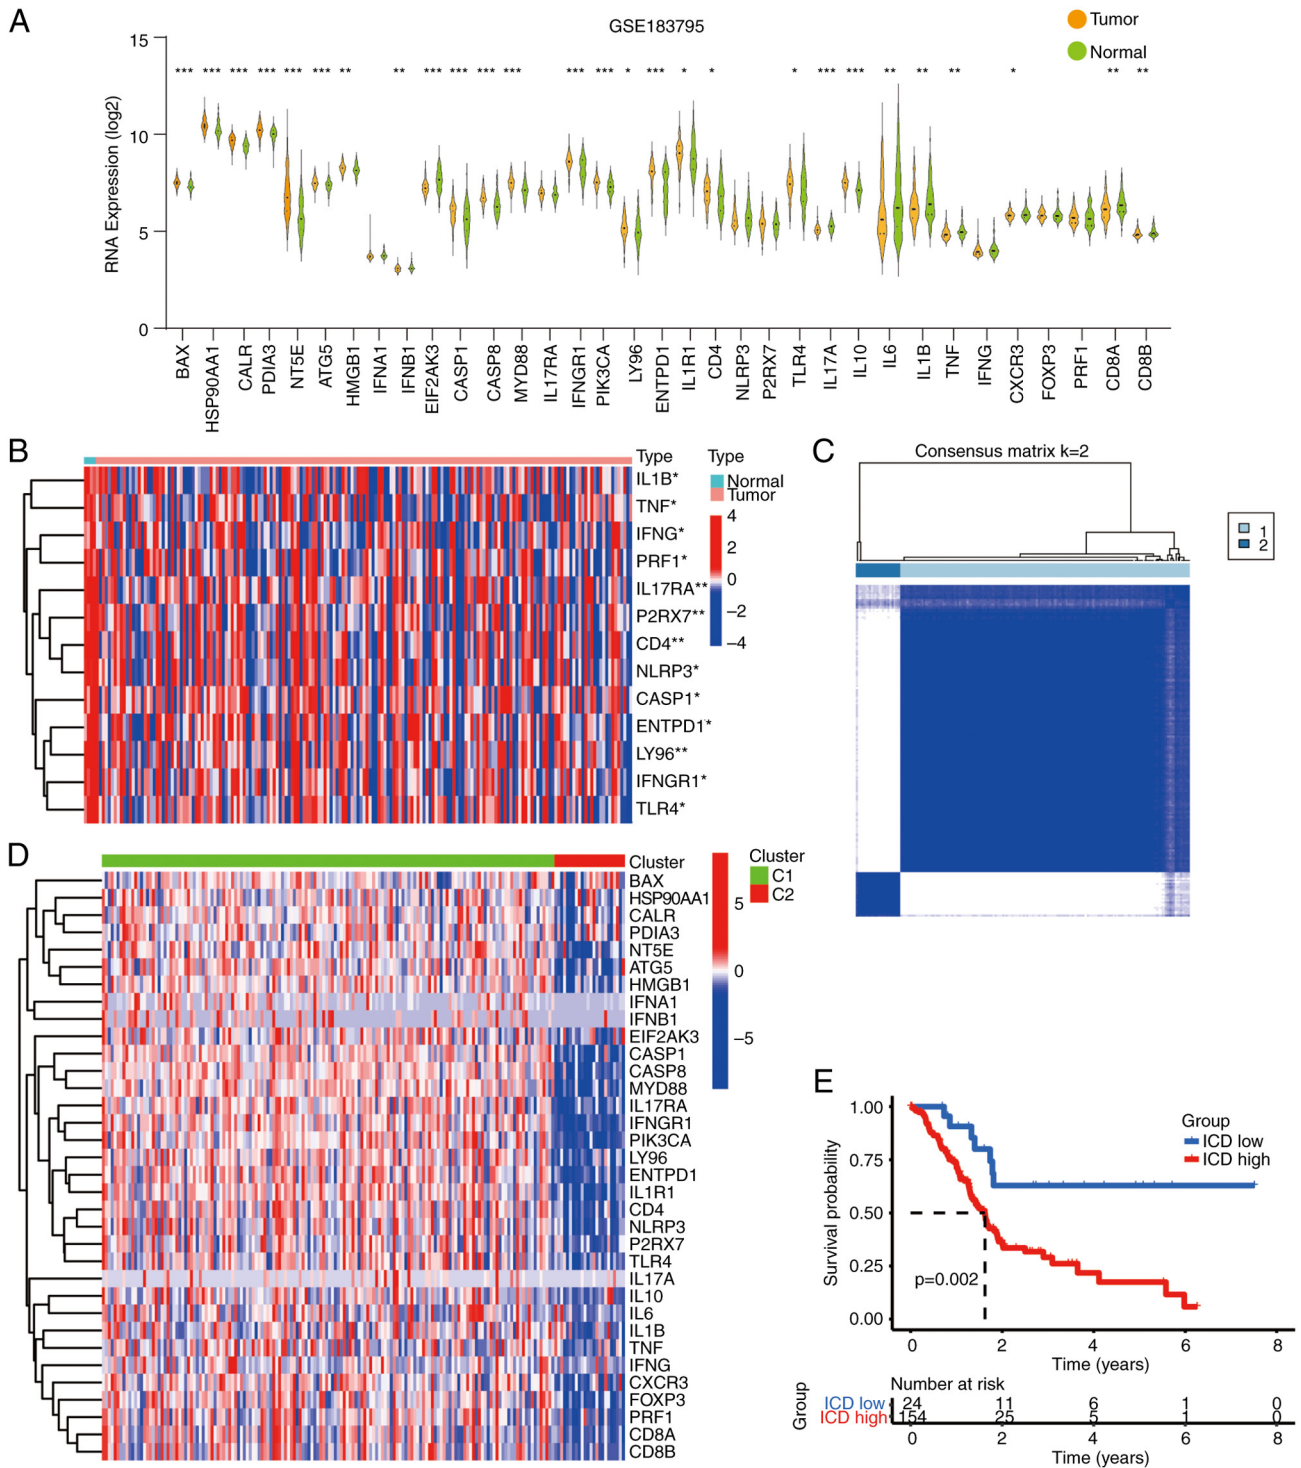 A
GSE183795
Tumor
Normal
RNA Expression (log2)
15
10
5
0
*** *** *** *** *** *** ** ** *** *** *** *** *** *** * *** * * * *** *** ** ** ** * ** **
BAX HSP90AA1 CALR PDIA3 NT5E ATG5 HMGB1 IFNA1 IFNB1 EIF2AK3 CASP1 CASP8 MYD88 IL17RA IFNGR1 PIK3CA LY96 ENTPD1 IL1R1 CD4 NLRP3 P2RX7 TLR4 IL17A IL10 IL6 IL1B TNF IFNG CXCR3 FOXP3 PRF1 CD8A CD8B
B
Type
IL1B*
TNF*
IFNG*
PRF1*
IL17RA**
P2RX7**
CD4**
NLRP3*
CASP1*
ENTPD1*
LY96**
IFNGR1*
TLR4*
Type
Normal
Tumor
4
2
0
−2
−4
C
Consensus matrix k=2
1
2
D
Cluster
BAX
HSP90AA1
CALR
PDIA3
NT5E
ATG5
HMGB1
IFNA1
IFNB1
EIF2AK3
CASP1
CASP8
MYD88
IL17RA
IFNGR1
PIK3CA
LY96
ENTPD1
IL1R1
CD4
NLRP3
P2RX7
TLR4
IL17A
IL10
IL6
IL1B
TNF
IFNG
CXCR3
FOXP3
PRF1
CD8A
CD8B
5
0
−5
Cluster
C1
C2
E
Survival probability
1.00
0.75
0.50
0.25
0.00
p=0.002
Group
ICD low
ICD high
0 2 4 6 8
Time (years)
Number at risk
Group
ICD low 24 11 6 1 0
ICD high 154 25 5 1 0
0 2 4 6 8
Time (years)